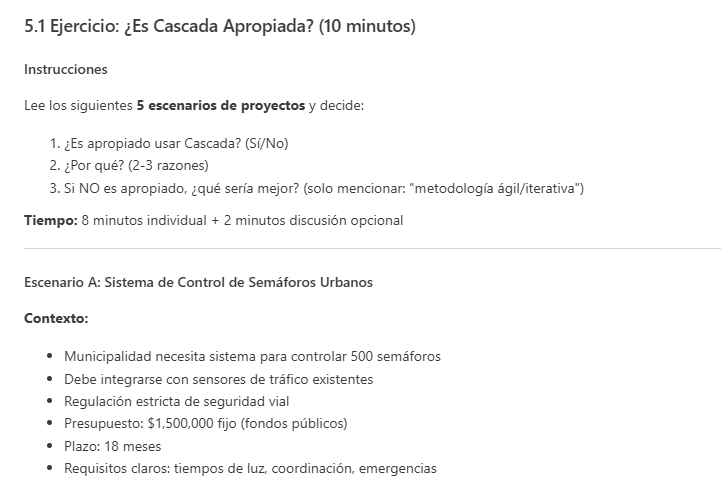 5.1 Ejercicio: ¿Es Cascada Apropiada? (10 minutos)
Instrucciones
Lee los siguientes 5 escenarios de proyectos y decide:
1. ¿Es apropiado usar Cascada? (Sí/No)
2. ¿Por qué? (2-3 razones)
3. Si NO es apropiado, ¿qué sería mejor? (solo mencionar: "metodología ágil/iterativa")
Tiempo: 8 minutos individual + 2 minutos discusión opcional
Escenario A: Sistema de Control de Semáforos Urbanos
Contexto:
• Municipalidad necesita sistema para controlar 500 semáforos
• Debe integrarse con sensores de tráfico existentes
• Regulación estricta de seguridad vial
• Presupuesto: $1,500,000 fijo (fondos públicos)
• Plazo: 18 meses
• Requisitos claros: tiempos de luz, coordinación, emergencias